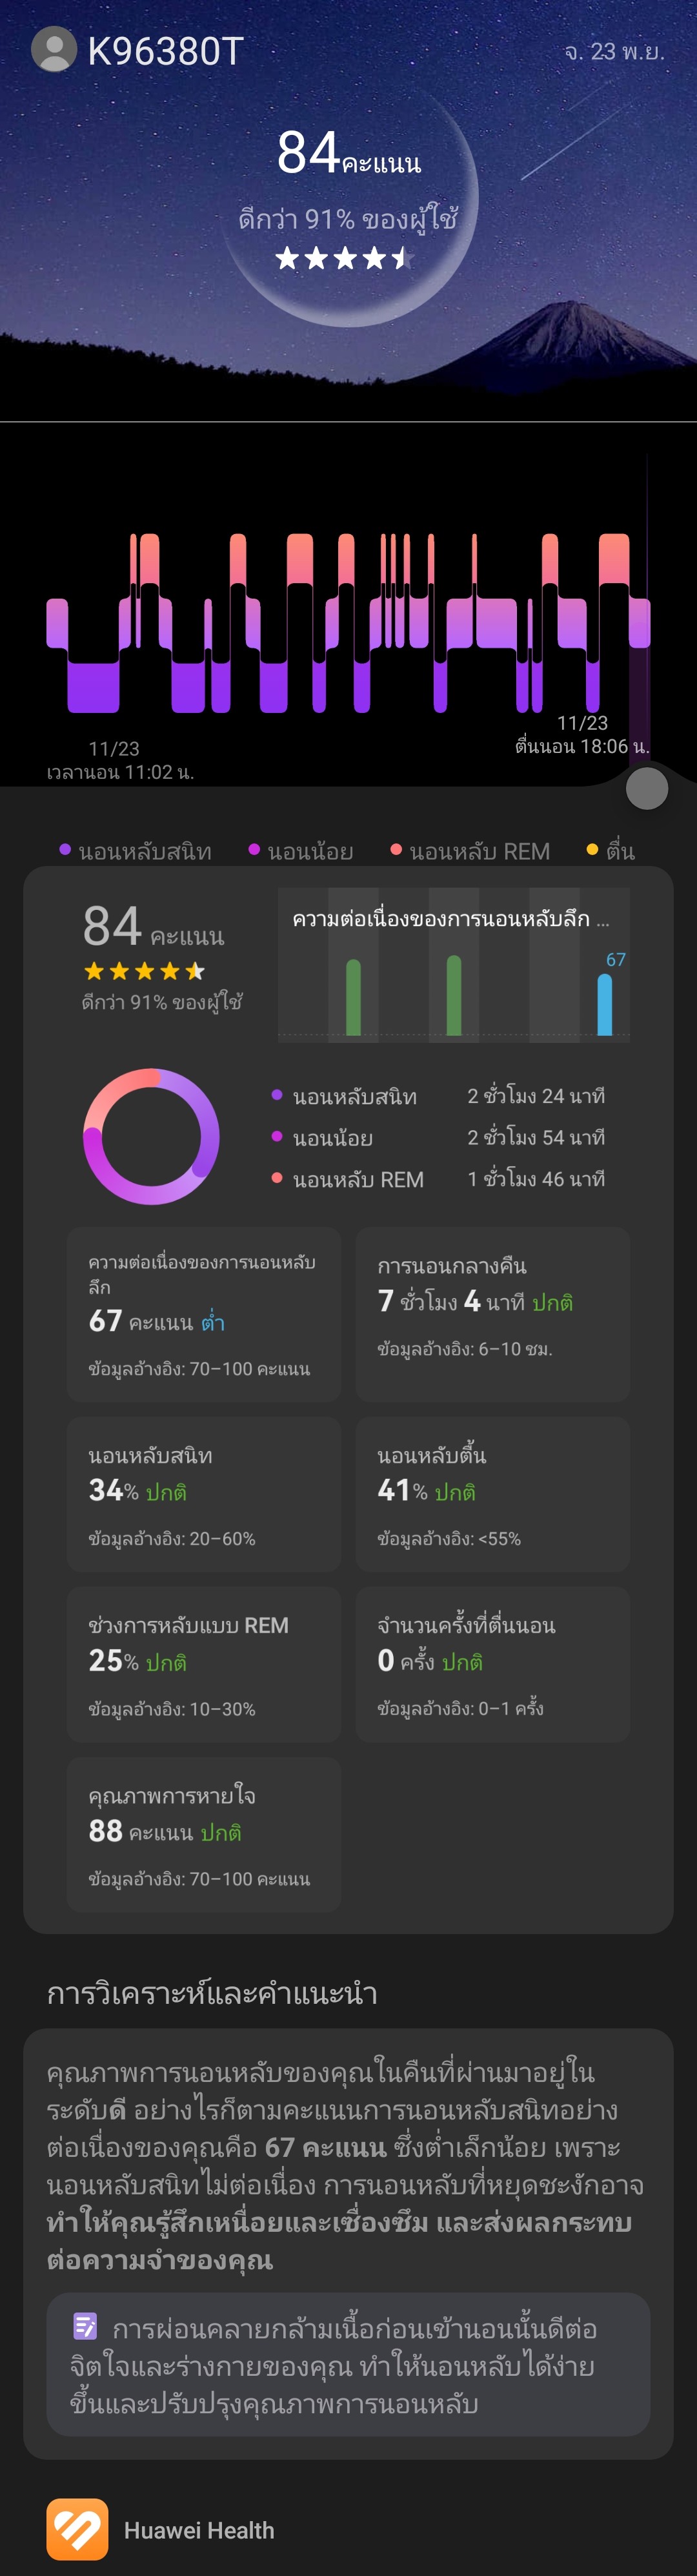 K96380T
จ. 23 พ.ย.
84คะแนน
ดีกว่า 91% ของผู้ใช้
11/23
ตื่นนอน 18:06 น.
11/23
เวลานอน 11:02 น.
นอนหลับสนิท นอนน้อย นอนหลับ REM ตื่น
84 คะแนน
ดีกว่า 91% ของผู้ใช้
ความต่อเนื่องของการนอนหลับลึก ...
67
นอนหลับสนิท 2 ชั่วโมง 24 นาที
นอนน้อย 2 ชั่วโมง 54 นาที
นอนหลับ REM 1 ชั่วโมง 46 นาที
ความต่อเนื่องของการนอนหลับ
ลึก
67 คะแนน ต่ำ
ข้อมูลอ้างอิง: 70–100 คะแนน
การนอนกลางคืน
7 ชั่วโมง 4 นาที ปกติ
ข้อมูลอ้างอิง: 6–10 ชม.
นอนหลับสนิท
34% ปกติ
ข้อมูลอ้างอิง: 20–60%
นอนหลับตื้น
41% ปกติ
ข้อมูลอ้างอิง: <55%
ช่วงการหลับแบบ REM
25% ปกติ
ข้อมูลอ้างอิง: 10–30%
จำนวนครั้งที่ตื่นนอน
0 ครั้ง ปกติ
ข้อมูลอ้างอิง: 0–1 ครั้ง
คุณภาพการหายใจ
88 คะแนน ปกติ
ข้อมูลอ้างอิง: 70–100 คะแนน
การวิเคราะห์และคำแนะนำ
คุณภาพการนอนหลับของคุณในคืนที่ผ่านมาอยู่ใน
ระดับดี อย่างไรก็ตามคะแนนการนอนหลับสนิทอย่าง
ต่อเนื่องของคุณคือ 67 คะแนน ซึ่งต่ำเล็กน้อย เพราะ
นอนหลับสนิทไม่ต่อเนื่อง การนอนหลับที่หยุดชะงักอาจ
ทำให้คุณรู้สึกเหนื่อยและเซื่องซึม และส่งผลกระทบ
ต่อความจำของคุณ
การผ่อนคลายกล้ามเนื้อก่อนเข้านอนนั้นดีต่อ
จิตใจและร่างกายของคุณ ทำให้นอนหลับได้ง่าย
ขึ้นและปรับปรุงคุณภาพการนอนหลับ
Huawei Health